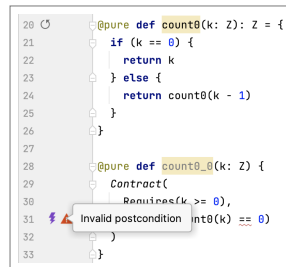 20 @pure def count0(k: Z): Z = {
21 if (k == 0) {
22 return k
23 } else {
24 return count0(k - 1)
25 }
26 }
27
28 @pure def count0_0(k: Z) {
29 Contract(
30 Requires(k >= 0),
31 Invalid postcondition nt0(k) == 0)
32 )
33 }